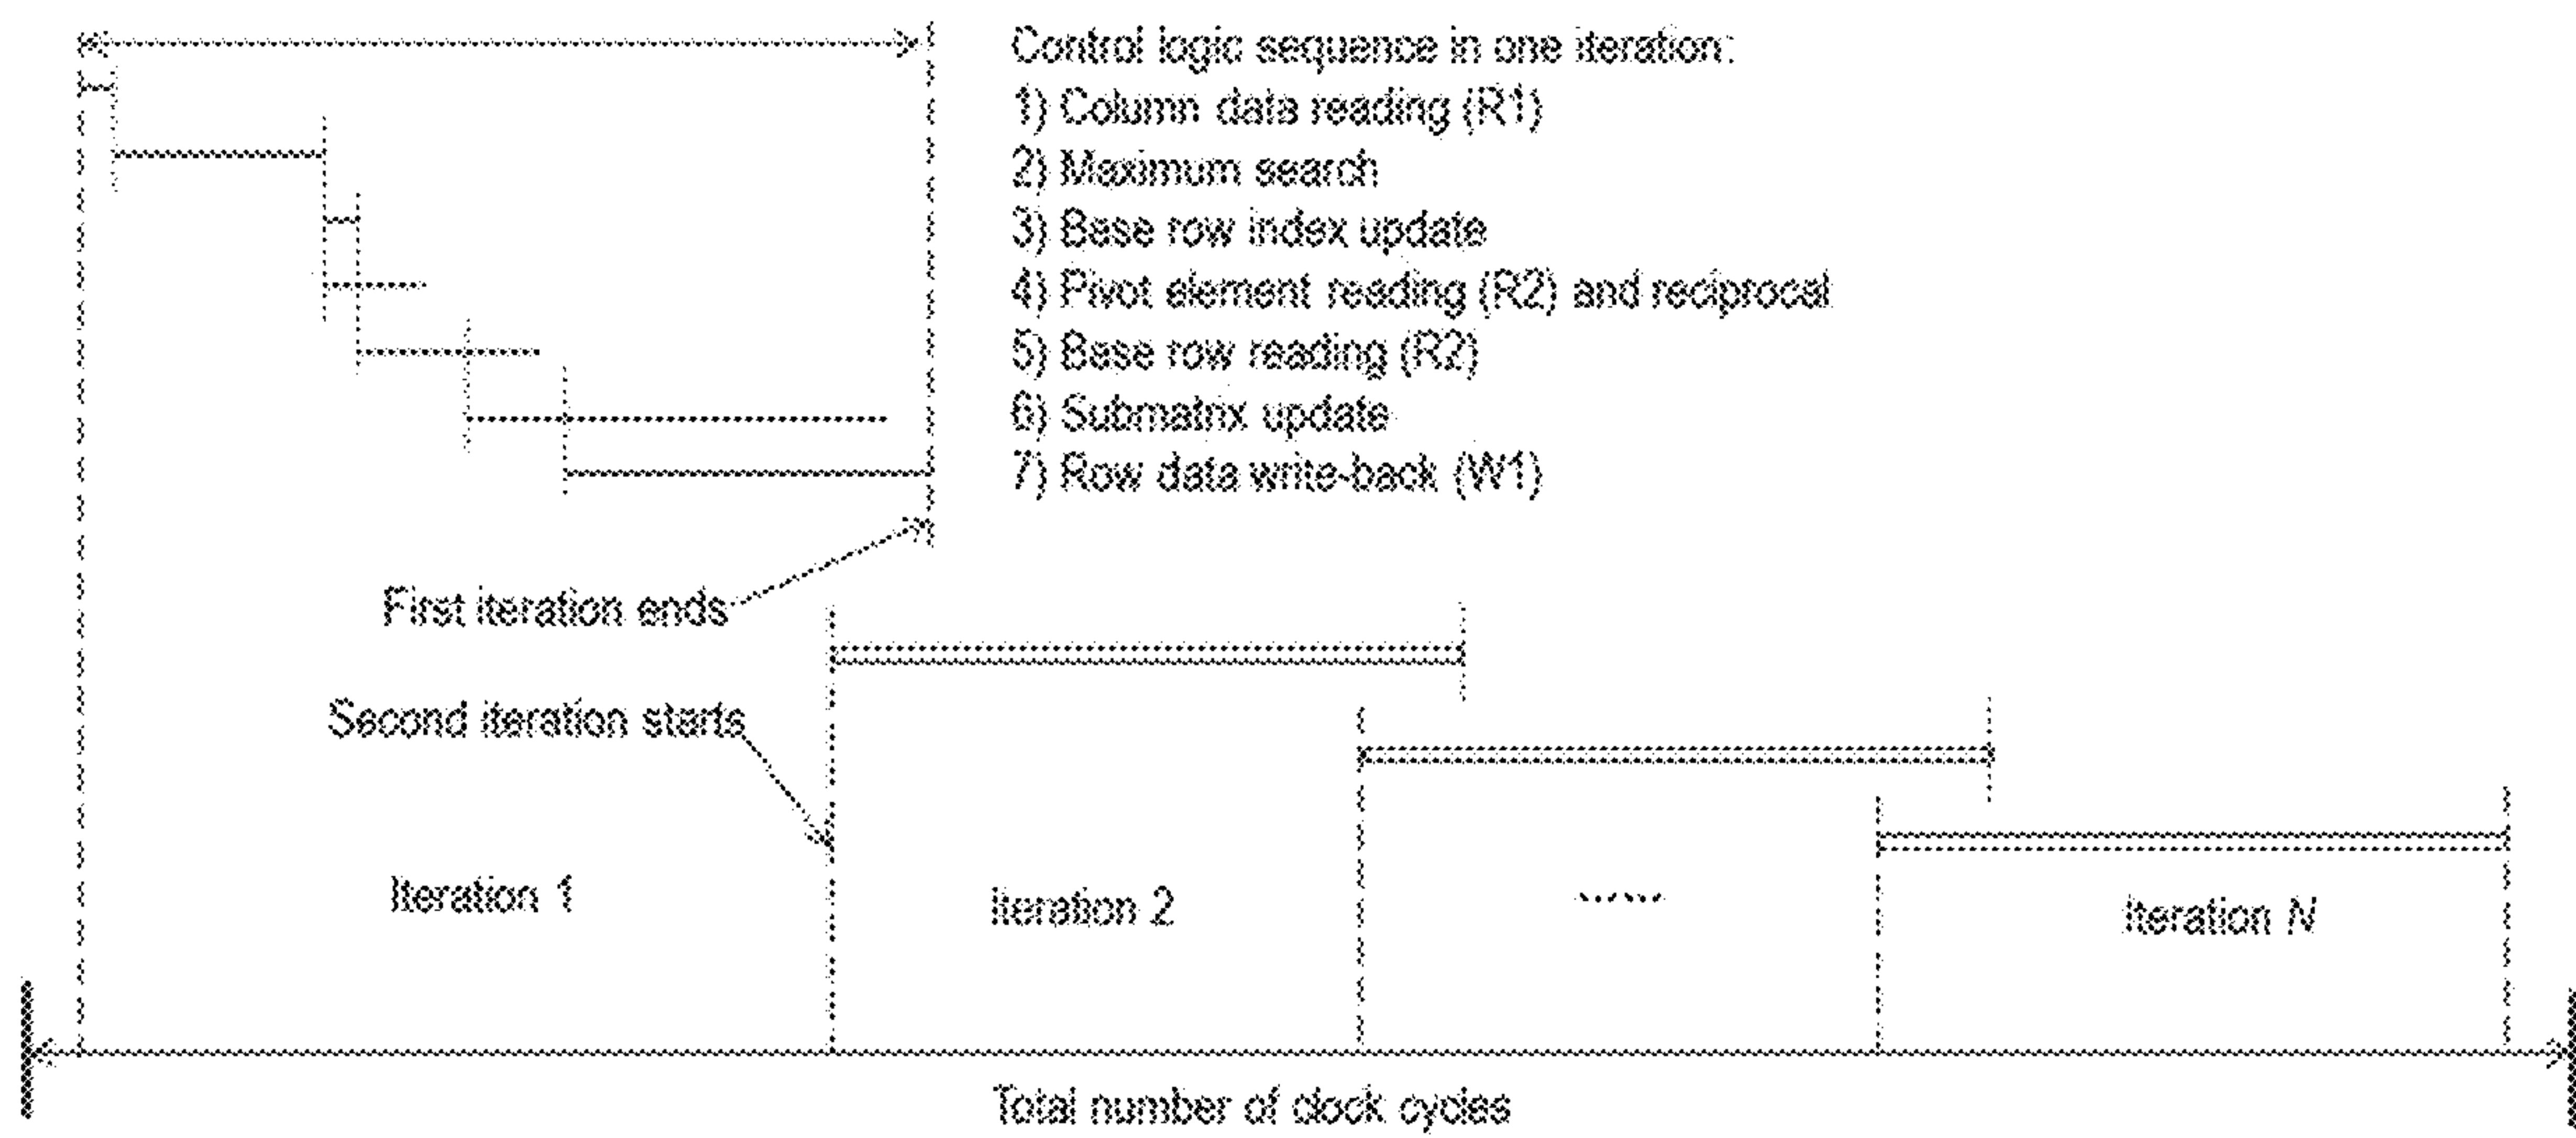 Control logic sequence in one iteration:
1) Column data reading (R1)
2) Maximum search
3) Base row index update
4) Pivot element reading (R2) and reciprocal
5) Base row reading (R2)
6) Submatrix update
7) Row data write-back (W1)
First iteration ends
Second iteration starts
Iteration 1
Iteration 2
......
Iteration N
Total number of clock cycles